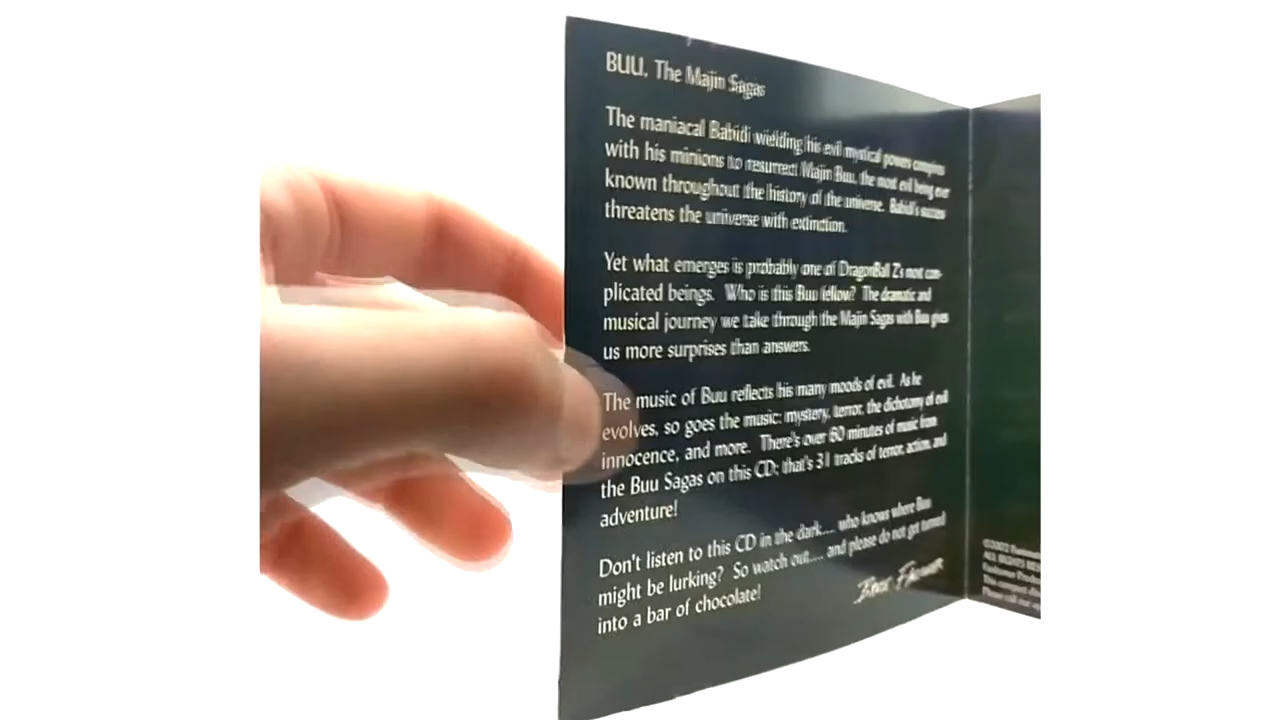 BUU, The Majin Sagas
The maniacal Babidi wielding his evil mystical powers conspires
with his minions to resurrect Majin Buu, the most evil being ever
known throughout the history of the universe. Babidi's success
threatens the universe with extinction.
Yet what emerges is probably one of DragonBall Z's most com-
plicated beings. Who is this Buu fellow? The dramatic and
musical journey we take through the Majin Sagas with Buu gives
us more surprises than answers.
The music of Buu reflects his many moods of evil. As he
evolves, so goes the music: mystery, terror, the dichotomy of evil
innocence, and more. There's over 60 minutes of music from
the Buu Sagas on this CD; that's 31 tracks of terror, action, and
adventure!
Don't listen to this CD in the dark.... who knows where Buu
might be lurking? So watch out.... and please do not get turned
into a bar of chocolate!
Bruce Faulconer
©2002
ALL RIGHTS